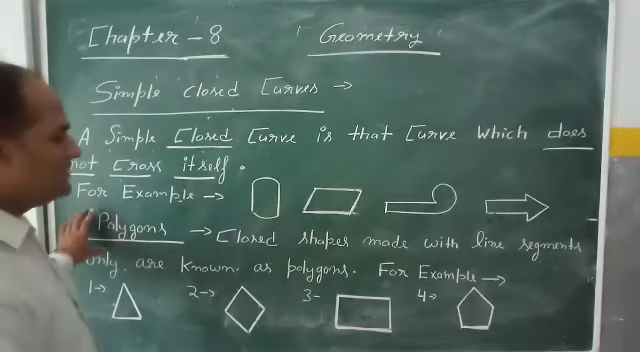 Chapter - 8 Geometry
Simple closed Curves →
A Simple Closed Curve is that Curve which does
not Cross itself.
For Example →
Polygons → Closed shapes made with line segments
only are known as polygons. For Example →
1→ 2→ 3- 4→